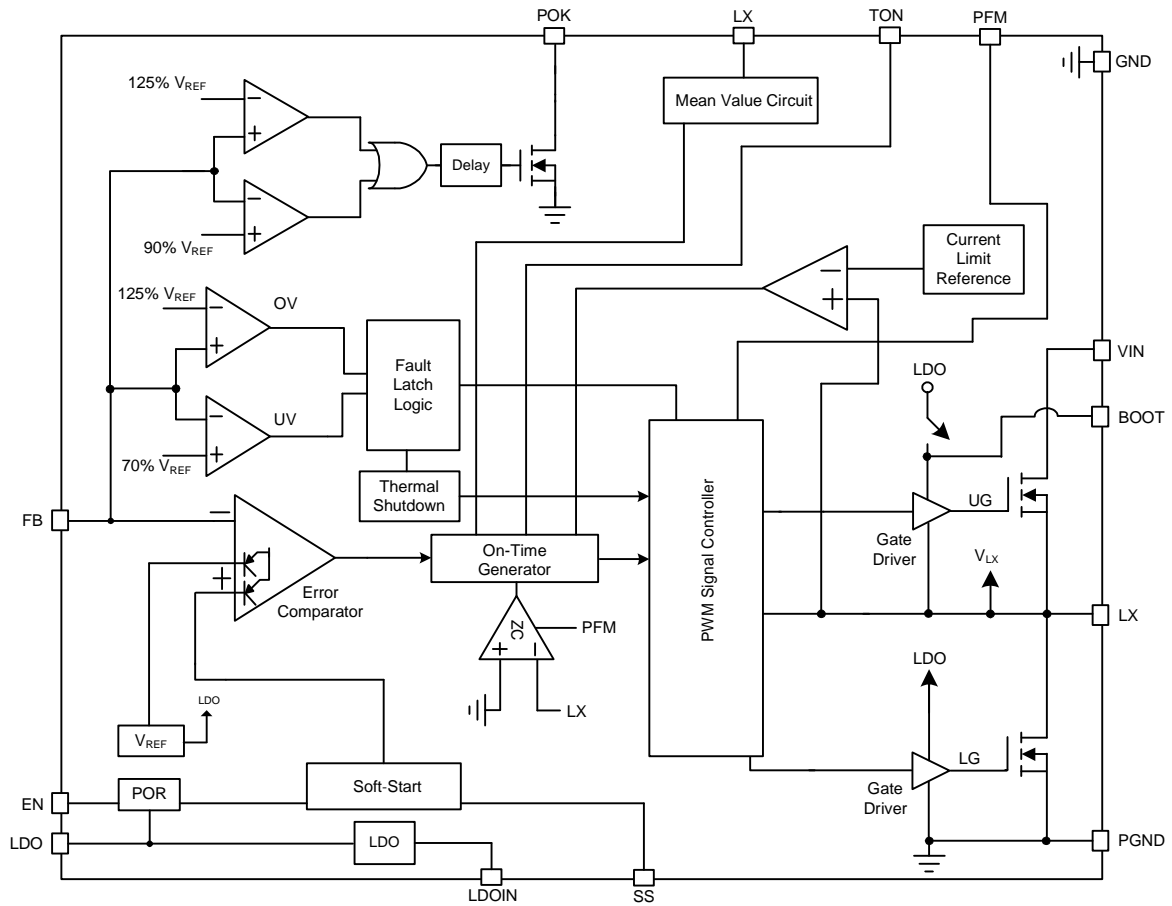 POK
LX
TON
PFM
GND
125% VREF
−
+
Mean Value Circuit
Delay
−
+
90% VREF
Current
Limit
Reference
−
+
125% VREF
OV
−
+
Fault
Latch
Logic
UV
−
+
70% VREF
VIN
LDO
BOOT
Thermal
Shutdown
FB
−
+
Error
Comparator
On-Time
Generator
PWM Signal Controller
UG
Gate
Driver
VLX
LX
ZC
+
−
PFM
LX
LDO
LDO
VREF
LG
Gate
Driver
Soft-Start
POR
EN
LDO
LDO
PGND
LDOIN
SS